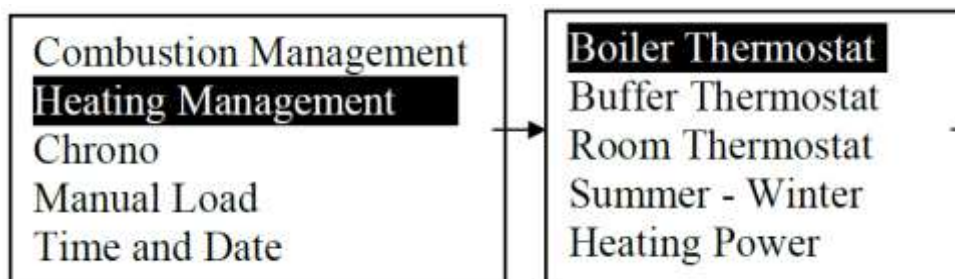 Combustion Management
Heating Management
Chrono
Manual Load
Time and Date
Boiler Thermostat
Buffer Thermostat
Room Thermostat
Summer - Winter
Heating Power